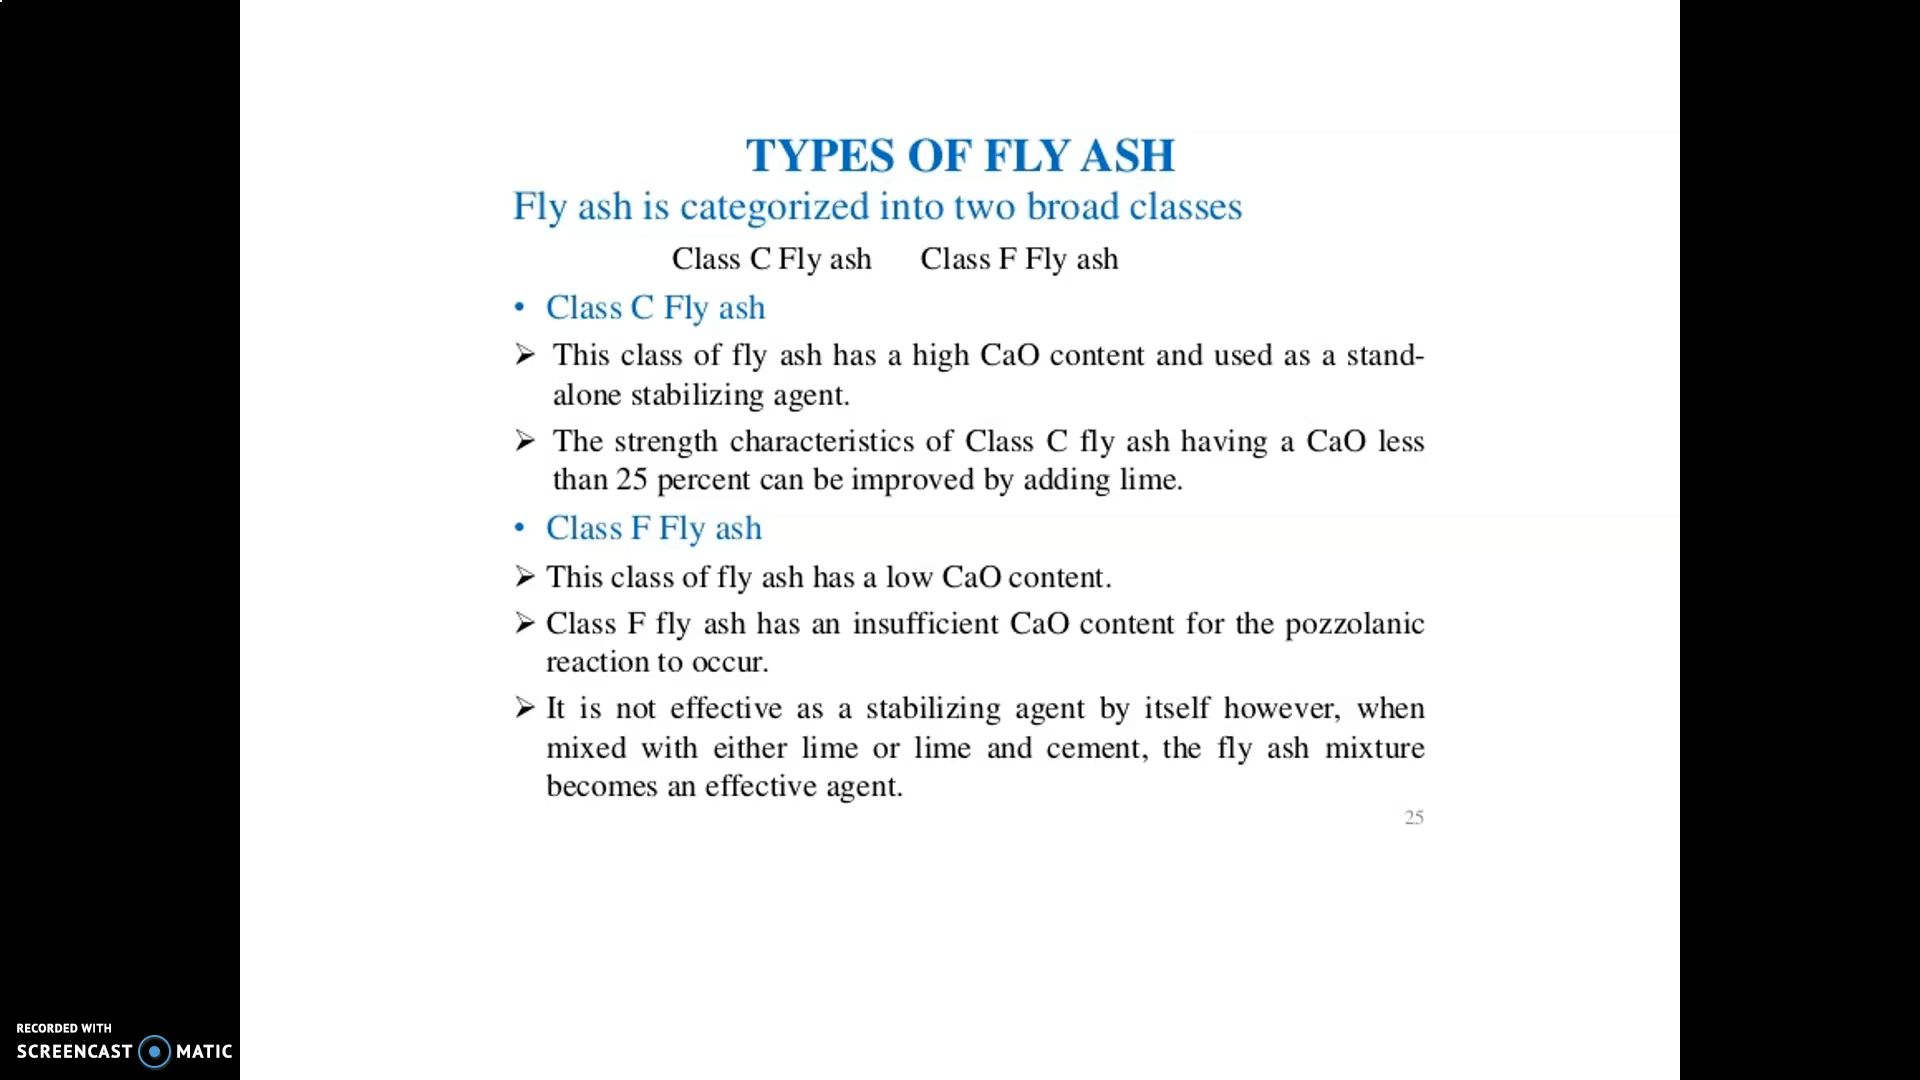 TYPES OF FLY ASH
Fly ash is categorized into two broad classes
Class C Fly ash Class F Fly ash
• Class C Fly ash
➢ This class of fly ash has a high CaO content and used as a stand-
alone stabilizing agent.
➢ The strength characteristics of Class C fly ash having a CaO less
than 25 percent can be improved by adding lime.
• Class F Fly ash
➢ This class of fly ash has a low CaO content.
➢ Class F fly ash has an insufficient CaO content for the pozzolanic
reaction to occur.
➢ It is not effective as a stabilizing agent by itself however, when
mixed with either lime or lime and cement, the fly ash mixture
becomes an effective agent.
25
RECORDED WITH
SCREENCAST MATIC